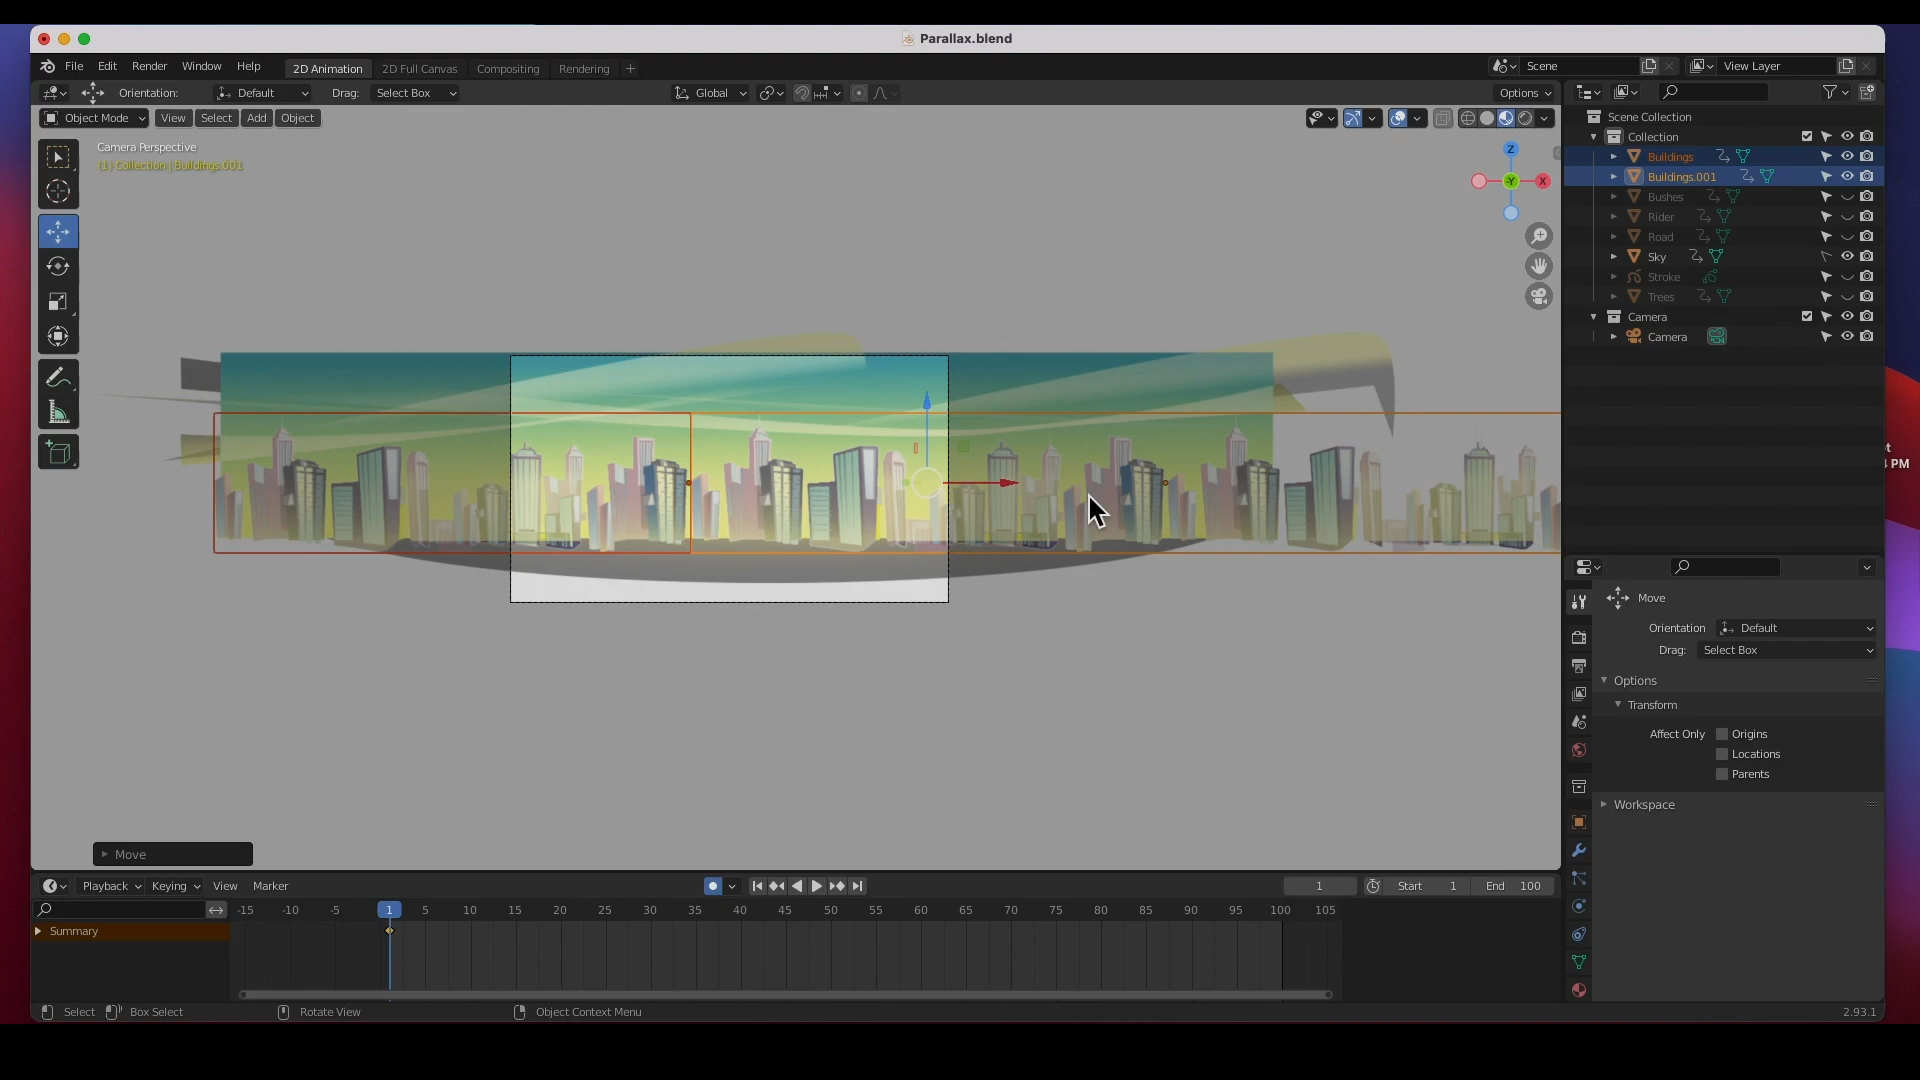 Parallax.blend
File Edit Render Window Help 2D Animation 2D Full Canvas Compositing Rendering + Scene View Layer
Orientation: Default Drag: Select Box Global Options
Object Mode View Select Add Object
Camera Perspective
(1) Collection | Buildings.001
Z
-Y
X
Move
Scene Collection
Collection
Buildings
Buildings.001
Bushes
Rider
Road
Sky
Stroke
Trees
Camera
Camera
Move
Orientation Default
Drag: Select Box
Options
Transform
Affect Only Origins
Locations
Parents
Workspace
Playback Keying View Marker 1 Start 1 End 100
-15 -10 -5 1 5 10 15 20 25 30 35 40 45 50 55 60 65 70 75 80 85 90 95 100 105
Summary
Select Box Select Rotate View Object Context Menu 2.93.1
PM